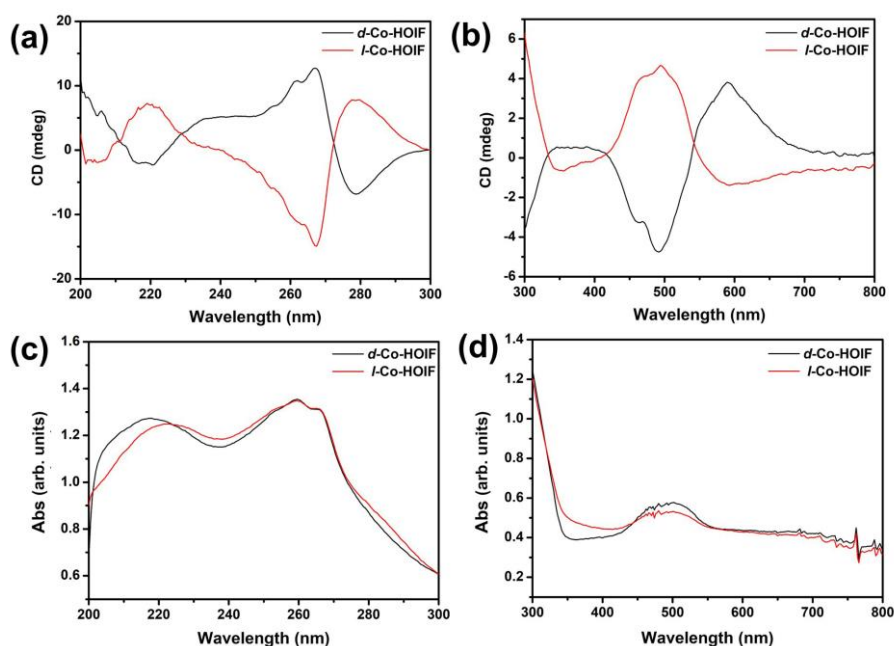 (a)
d-Co-HOIF
l-Co-HOIF
20
10
0
-10
-20
CD (mdeg)
200 220 240 260 280 300
Wavelength (nm)
(b)
d-Co-HOIF
l-Co-HOIF
6
4
2
0
-2
-4
-6
CD (mdeg)
300 400 500 600 700 800
Wavelength (nm)
(c)
d-Co-HOIF
l-Co-HOIF
1.6
1.4
1.2
1.0
0.8
0.6
Abs (arb. units)
200 220 240 260 280 300
Wavelength (nm)
(d)
d-Co-HOIF
l-Co-HOIF
1.4
1.2
1.0
0.8
0.6
0.4
0.2
Abs (arb. units)
300 400 500 600 700 800
Wavelength (nm)